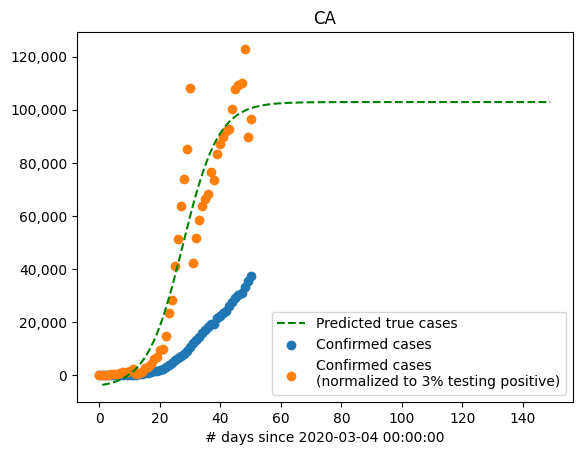 CA
120,000
100,000
80,000
60,000
40,000
20,000
0
0 20 40 60 80 100 120 140
# days since 2020-03-04 00:00:00
Predicted true cases
Confirmed cases
Confirmed cases
(normalized to 3% testing positive)